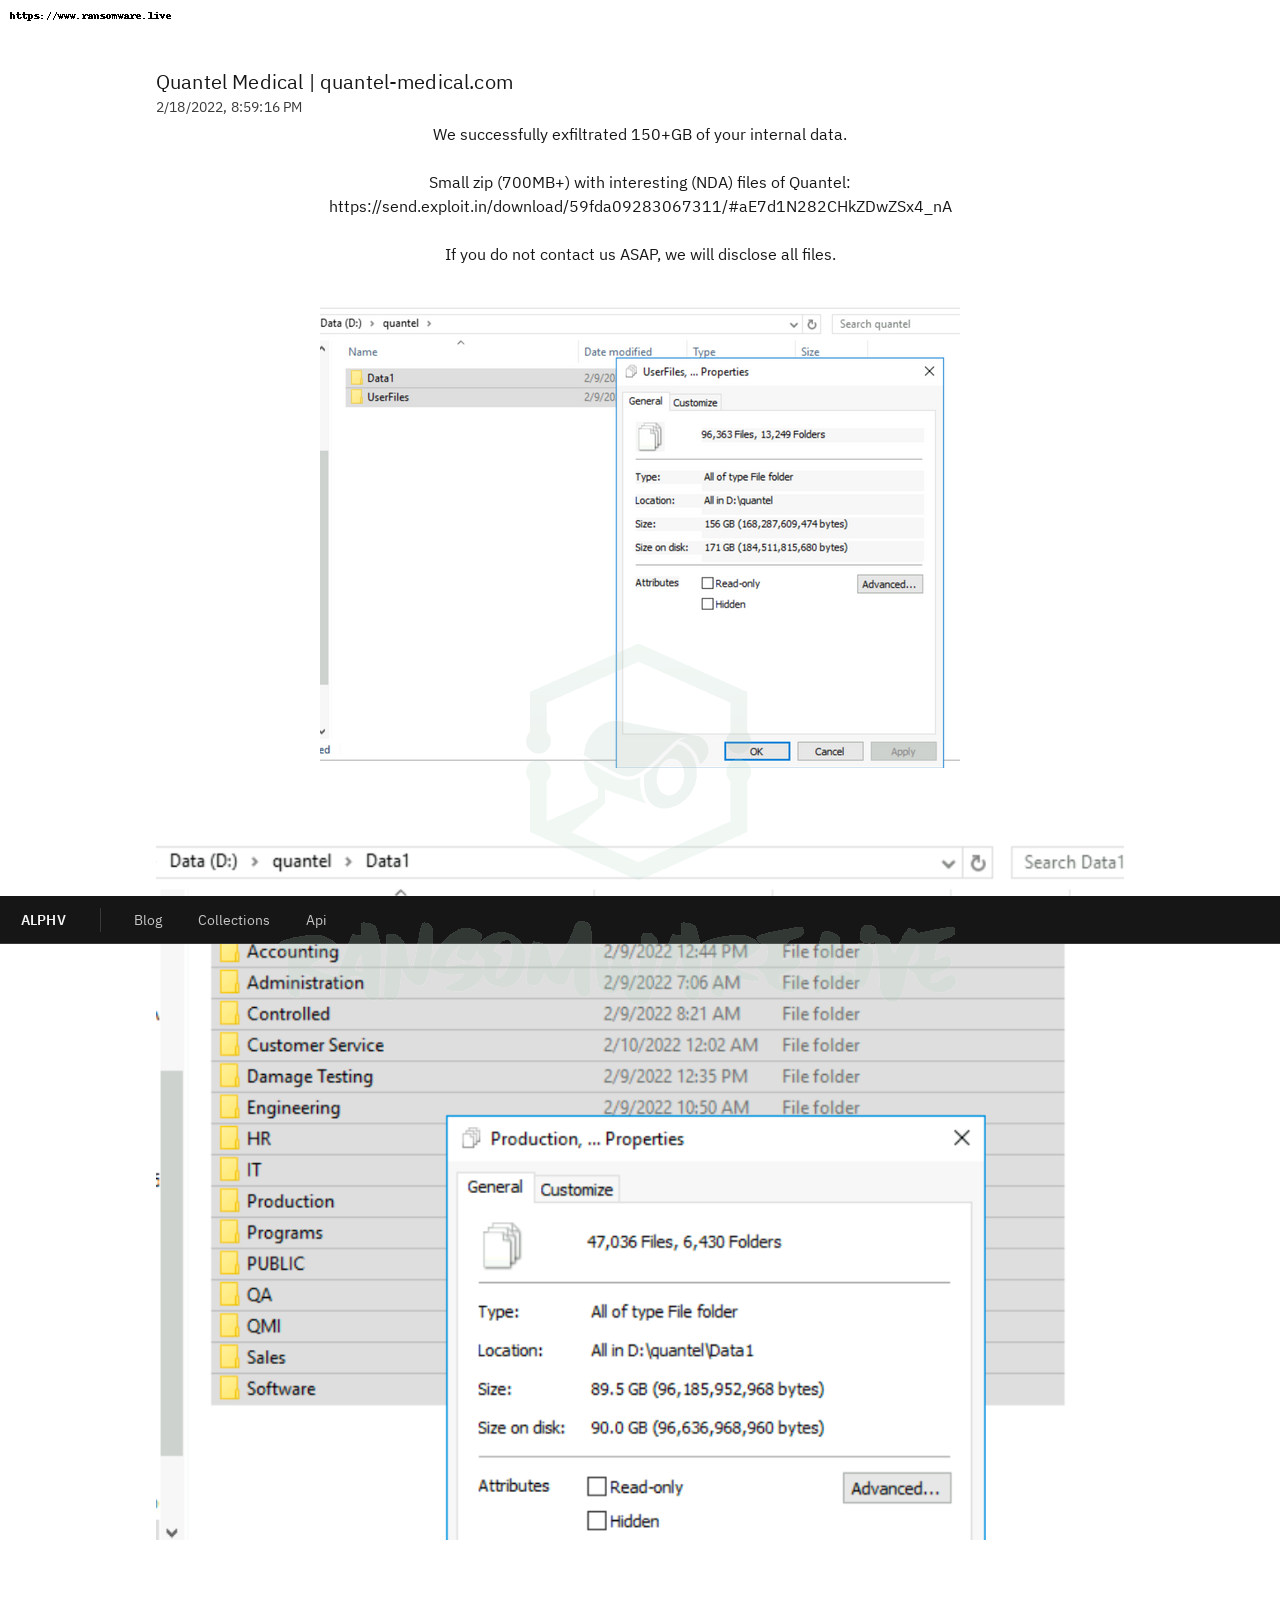 https://www.ransomware.live
Quantel Medical | quantel-medical.com
2/18/2022, 8:59:16 PM
We successfully exfiltrated 150+GB of your internal data.
Small zip (700MB+) with interesting (NDA) files of Quantel:
https://send.exploit.in/download/59fda09283067311/#aE7d1N282CHkZDwZSx4_nA
If you do not contact us ASAP, we will disclose all files.
Data (D:) > quantel >
Search quantel
Name Date modified Type Size
Data1 2/9/20
UserFiles 2/9/20
UserFiles, ... Properties
General Customize
96,363 Files, 13,249 Folders
Type: All of type File folder
Location: All in D:\quantel
Size: 156 GB (168,287,609,474 bytes)
Size on disk: 171 GB (184,511,815,680 bytes)
Attributes Read-only Advanced...
Hidden
ed
OK Cancel Apply
Data (D:) > quantel > Data1 Search Data1
ALPHV Blog Collections Api
RANSOMWARE LIVE
Accounting 2/9/2022 12:44 PM File folder
Administration 2/9/2022 7:06 AM File folder
Controlled 2/9/2022 8:21 AM File folder
Customer Service 2/10/2022 12:02 AM File folder
Damage Testing 2/9/2022 12:35 PM File folder
Engineering 2/9/2022 10:50 AM File folder
HR
IT
Production
Programs
PUBLIC
QA
QMI
Sales
Software
Production, ... Properties
General Customize
47,036 Files, 6,430 Folders
Type: All of type File folder
Location: All in D:\quantel\Data1
Size: 89.5 GB (96,185,952,968 bytes)
Size on disk: 90.0 GB (96,636,968,960 bytes)
Attributes Read-only Advanced...
Hidden